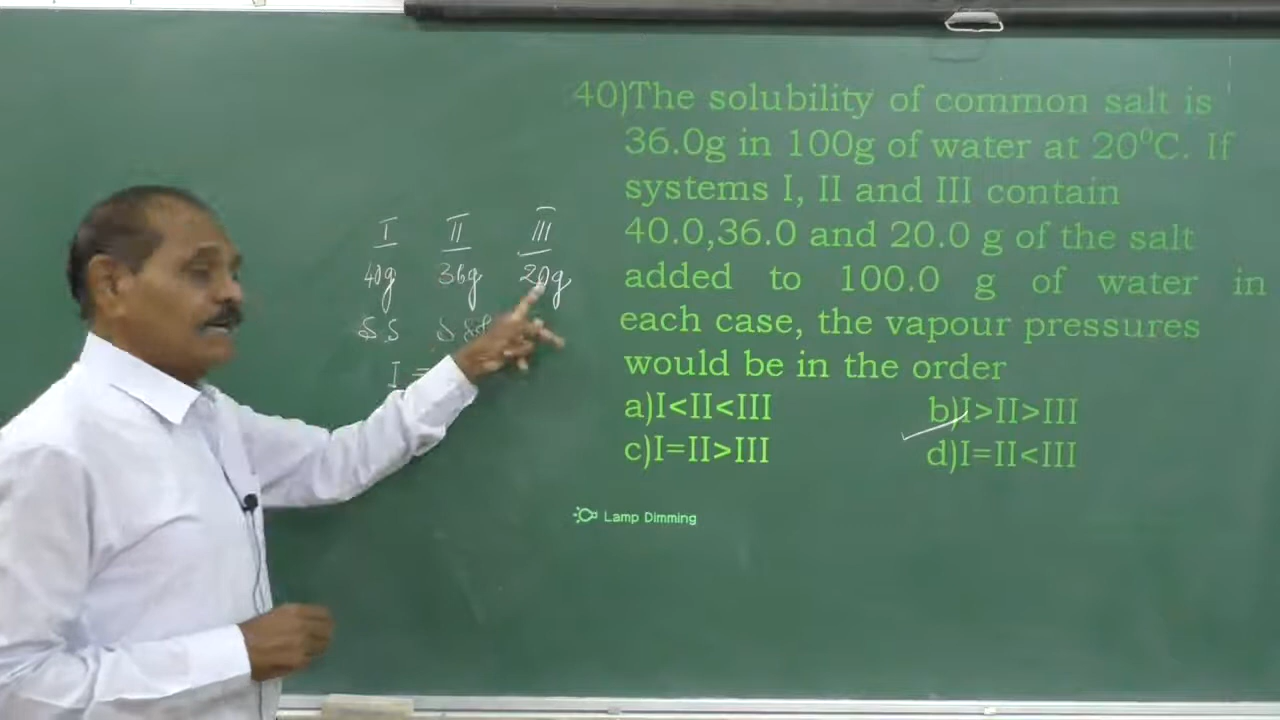 40)The solubility of common salt is
36.0g in 100g of water at 20⁰C. If
systems I, II and III contain
40.0,36.0 and 20.0 g of the salt
added to 100.0 g of water in
each case, the vapour pressures
would be in the order
a)I<II<III b)I>II>III
c)I=II>III d)I=II<III
Lamp Dimming
I II III
40g 36g 20g
S.S
I =